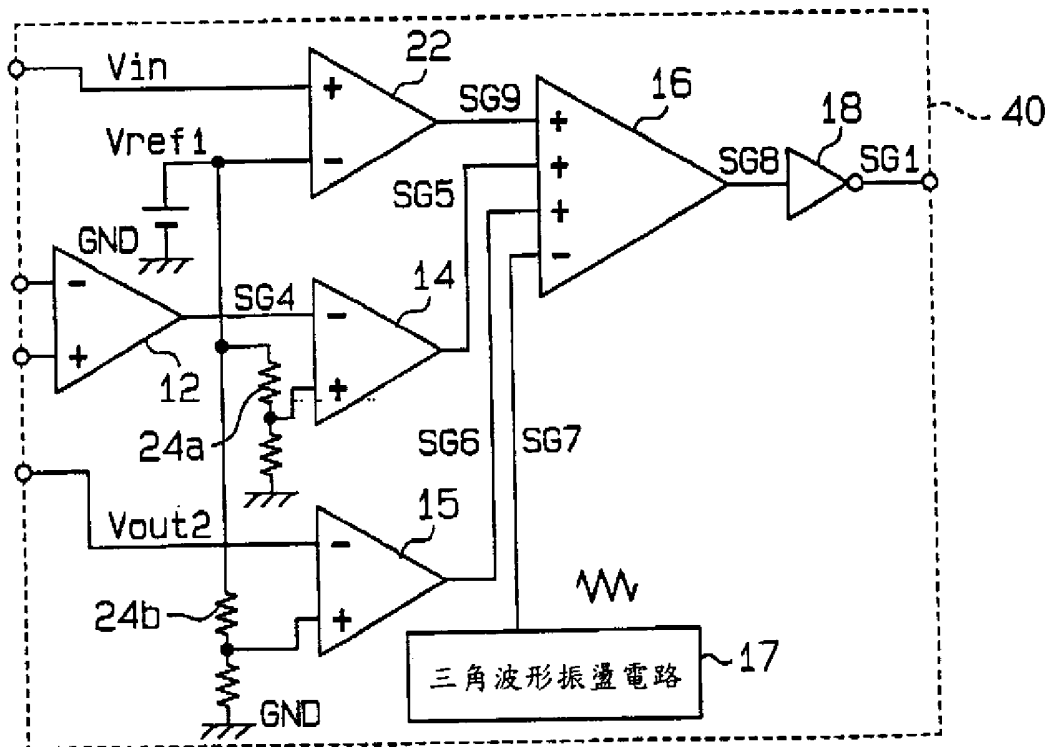 Vin
22
SG9
16
18
40
Vref1
+
-
+
+
+
-
SG8
SG1
SG5
GND
-
+
12
SG4
14
-
+
24a
SG6
SG7
Vout2
15
-
+
24b
三角波形振盪電路
17
GND